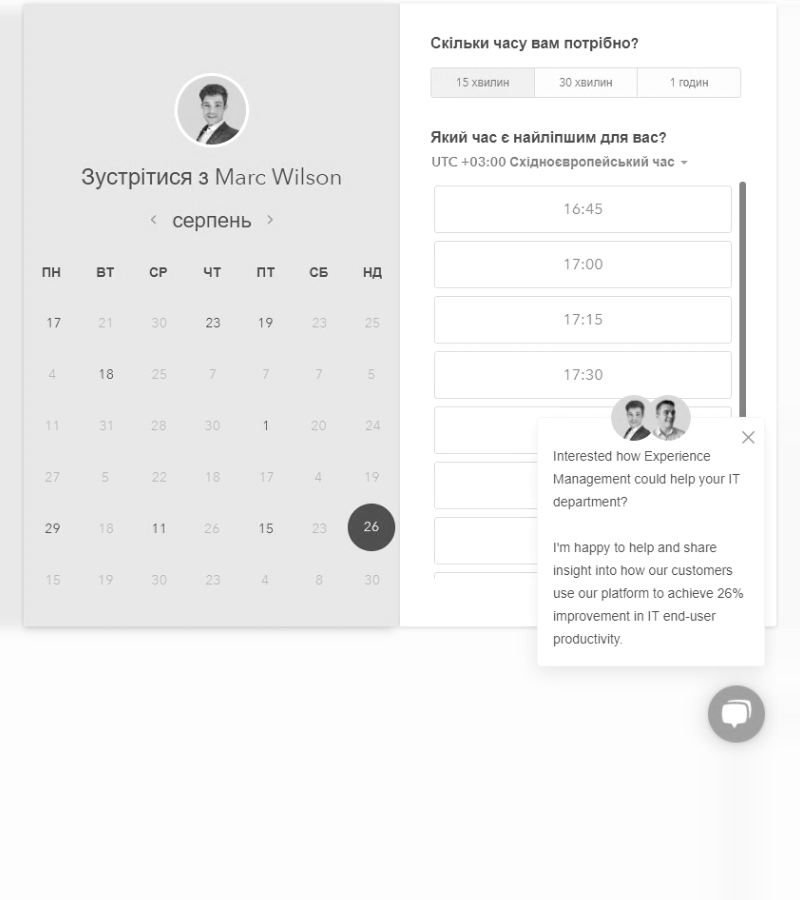 Зустрітися з Marc Wilson
серпень
ПН ВТ СР ЧТ ПТ СБ НД
17 21 30 23 19 23 25
4 18 25 7 7 7 5
11 31 28 30 1 20 24
27 5 22 18 17 4 19
29 18 11 26 15 23 26
15 19 30 23 4 8 30
Скільки часу вам потрібно?
15 хвилин 30 хвилин 1 годин
Який час є найліпшим для вас?
UTC +03:00 Східноєвропейський час
16:45
17:00
17:15
17:30
Interested how Experience
Management could help your IT
department?
I'm happy to help and share
insight into how our customers
use our platform to achieve 26%
improvement in IT end-user
productivity.